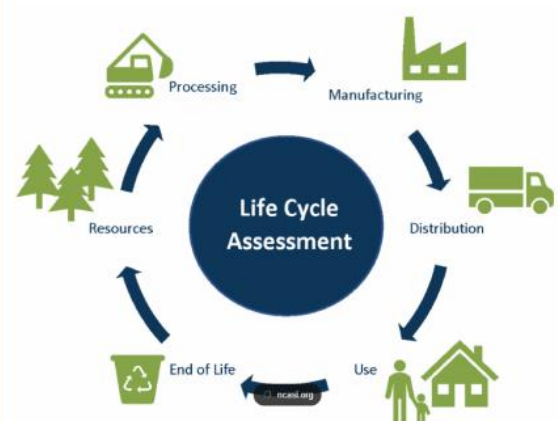 Processing
Manufacturing
Resources
Life Cycle
Assessment
Distribution
End of Life
Use
ncasi.org